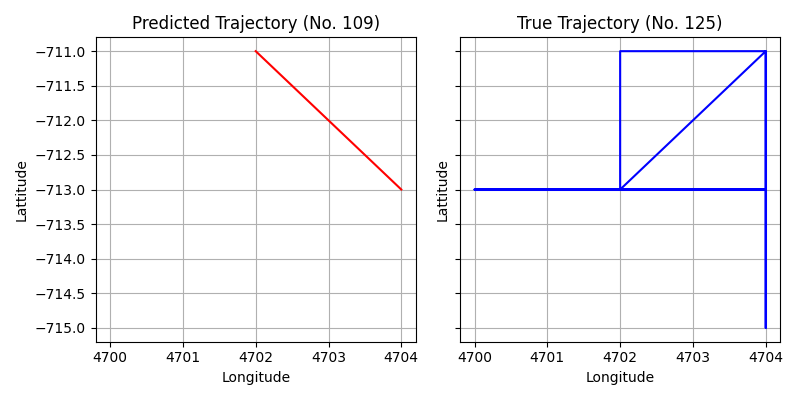 Predicted Trajectory (No. 109)
True Trajectory (No. 125)
−711.0
−711.5
−712.0
−712.5
−713.0
−713.5
−714.0
−714.5
−715.0
Lattitude
Lattitude
4700 4701 4702 4703 4704
4700 4701 4702 4703 4704
Longitude
Longitude